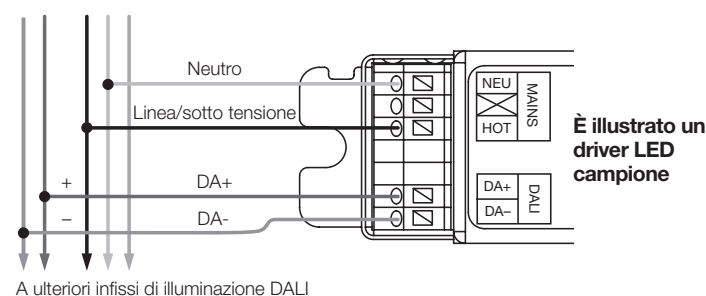 Neutro
Linea/sotto tensione
+
DA+
–
DA-
NEU
HOT
MAINS
DA+
DA–
DALI
È illustrato un
driver LED
campione
A ulteriori infissi di illuminazione DALI